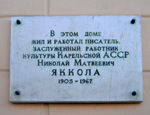 В этом доме
жил и работал писатель,
заслуженный работник
культуры Карельской АССР
Николай Матвеевич
ЯККОЛА
1905-1967